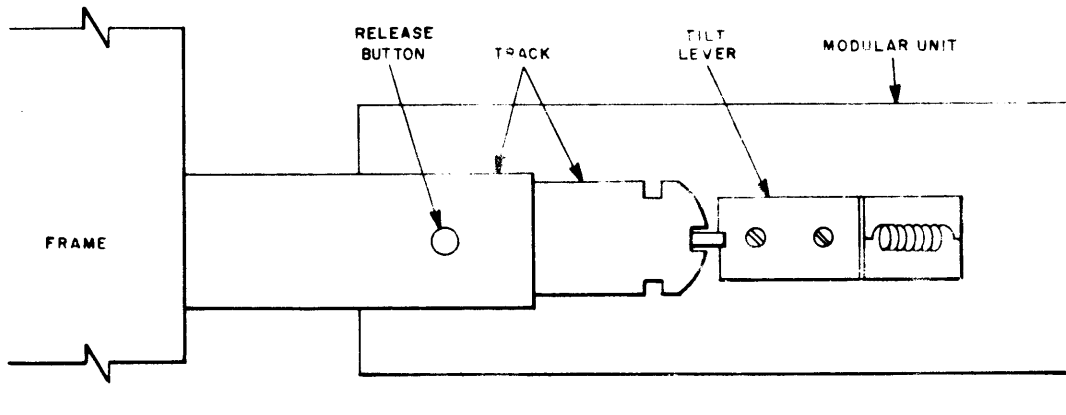 RELEASE
BUTTON
TRACK
TILT
LEVER
MODULAR UNIT
FRAME